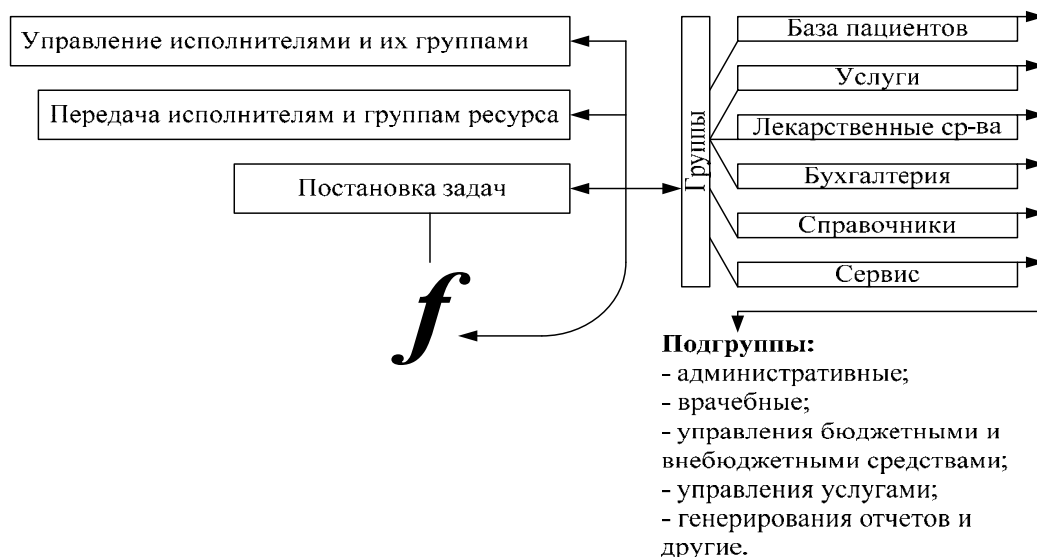 Управление исполнителями и их группами
Передача исполнителям и группам ресурса
Постановка задач
f
Группы
База пациентов
Услуги
Лекарственные ср-ва
Бухгалтерия
Справочники
Сервис
Подгруппы:
- административные;
- врачебные;
- управления бюджетными и
внебюджетными средствами;
- управления услугами;
- генерирования отчетов и
другие.